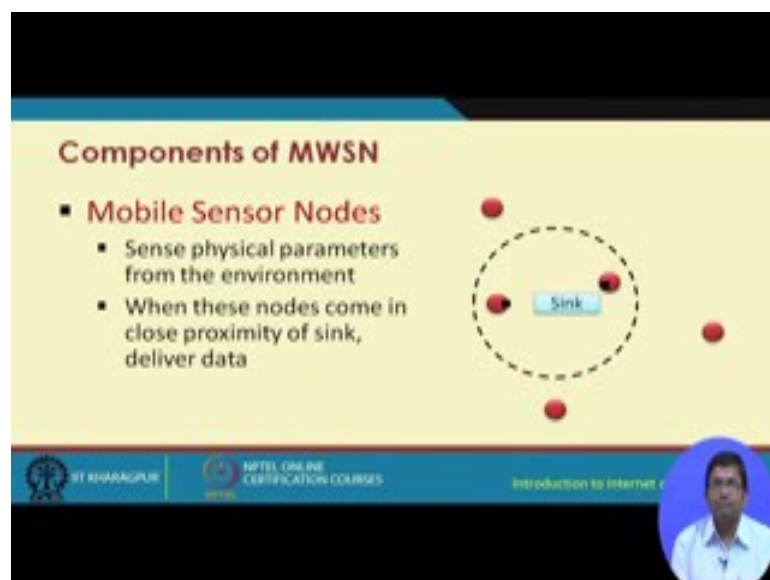 Components of MWSN
▪ Mobile Sensor Nodes
▪ Sense physical parameters
from the environment
▪ When these nodes come in
close proximity of sink,
deliver data
Sink
IIT KHARAGPUR
NPTEL ONLINE
CERTIFICATION COURSES
NPTEL
Introduction to Internet